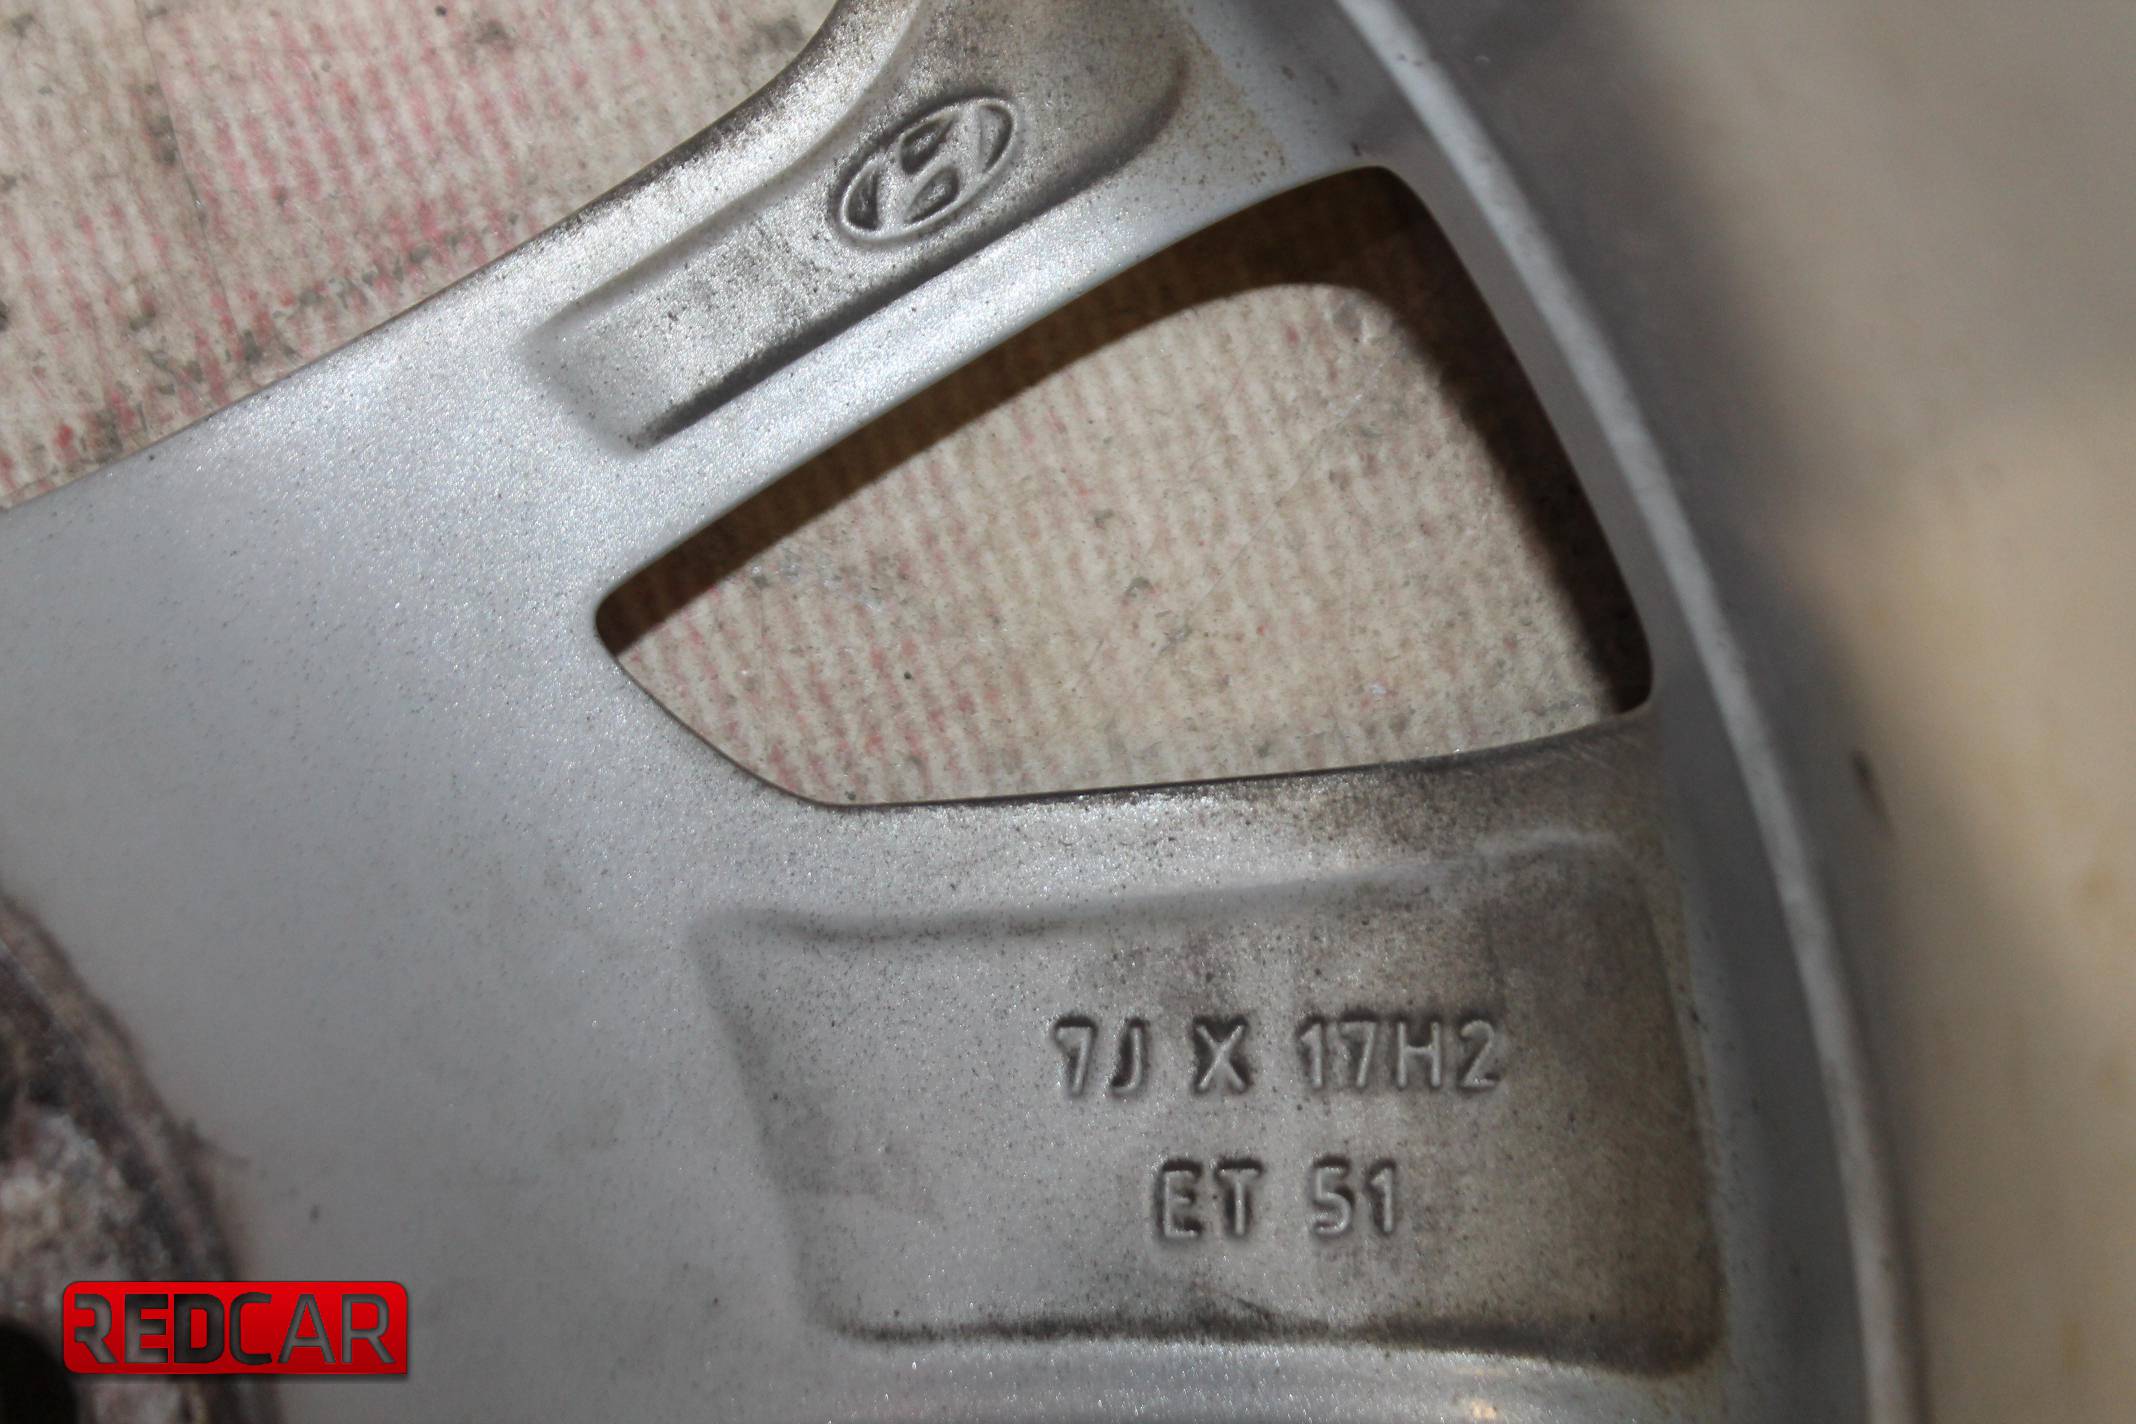 7J X 17H2
ET 51
REDCAR